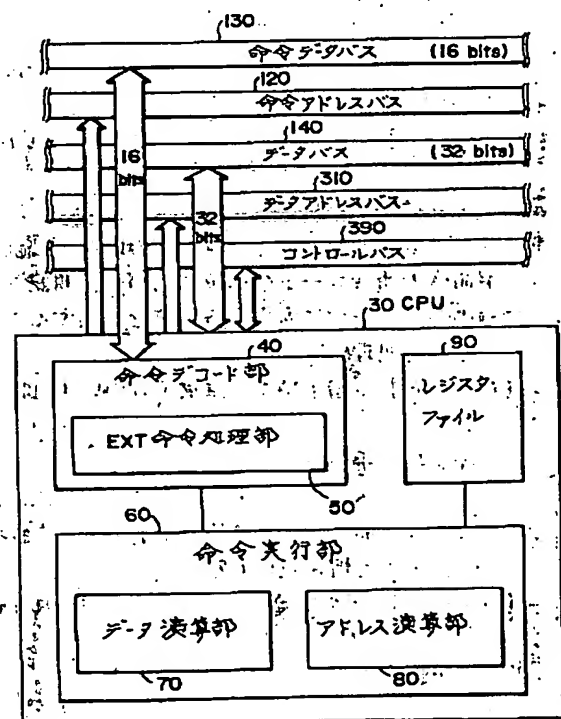 130
命令データバス (16 bits)
120
命令アドレスバス
140
データバス (32 bits)
310
データアドレスバス
390
コントロールバス
16
bits
32
bits
30 CPU
40
命令デコード部
EXT 命令処理部
50
90
レジスタ
ファイル
60
命令実行部
データ演算部
70
アドレス演算部
80